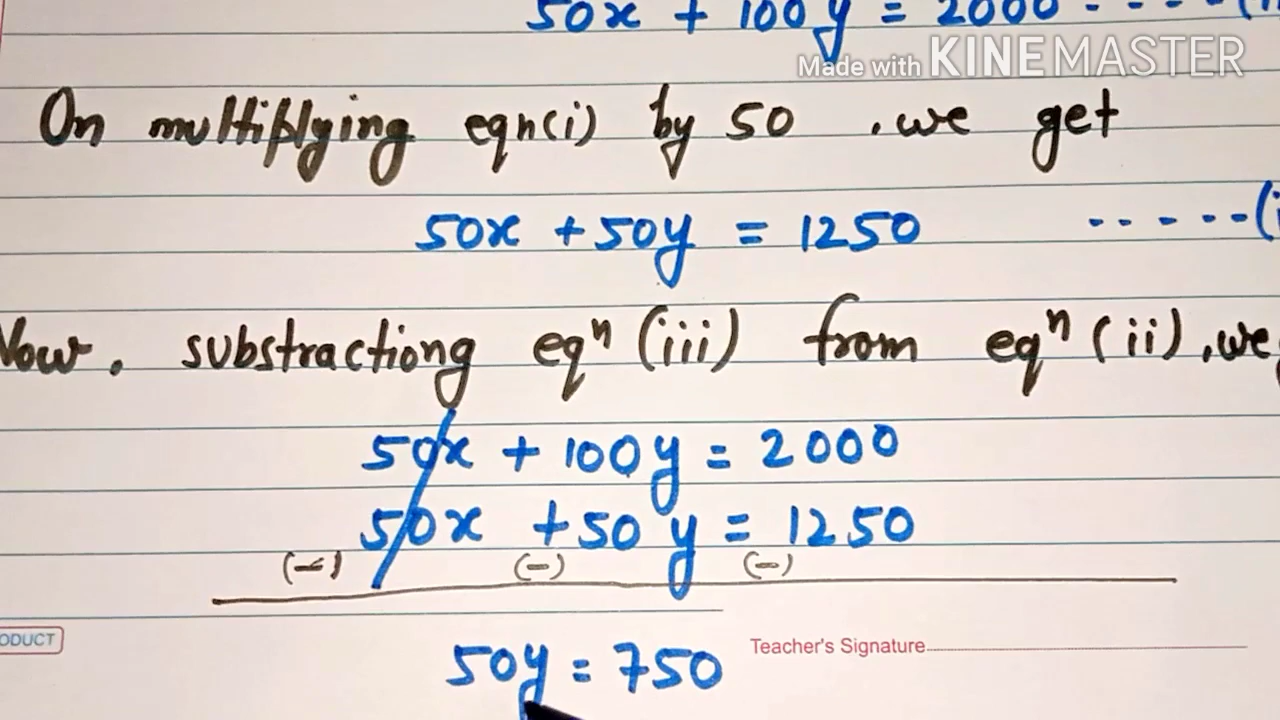 50x + 100y = 2000 - - - - - (i
Made with KINEMASTER
On multiplying eqn(i) by 50 , we get
50x + 50y = 1250 - - - - - - (i
Now , substractiong eqⁿ (iii) from eqⁿ (ii) , we
50x + 100y = 2000
50x + 50y = 1250
(-) (-) (-)
ODUCT
Teacher's Signature
50y = 750